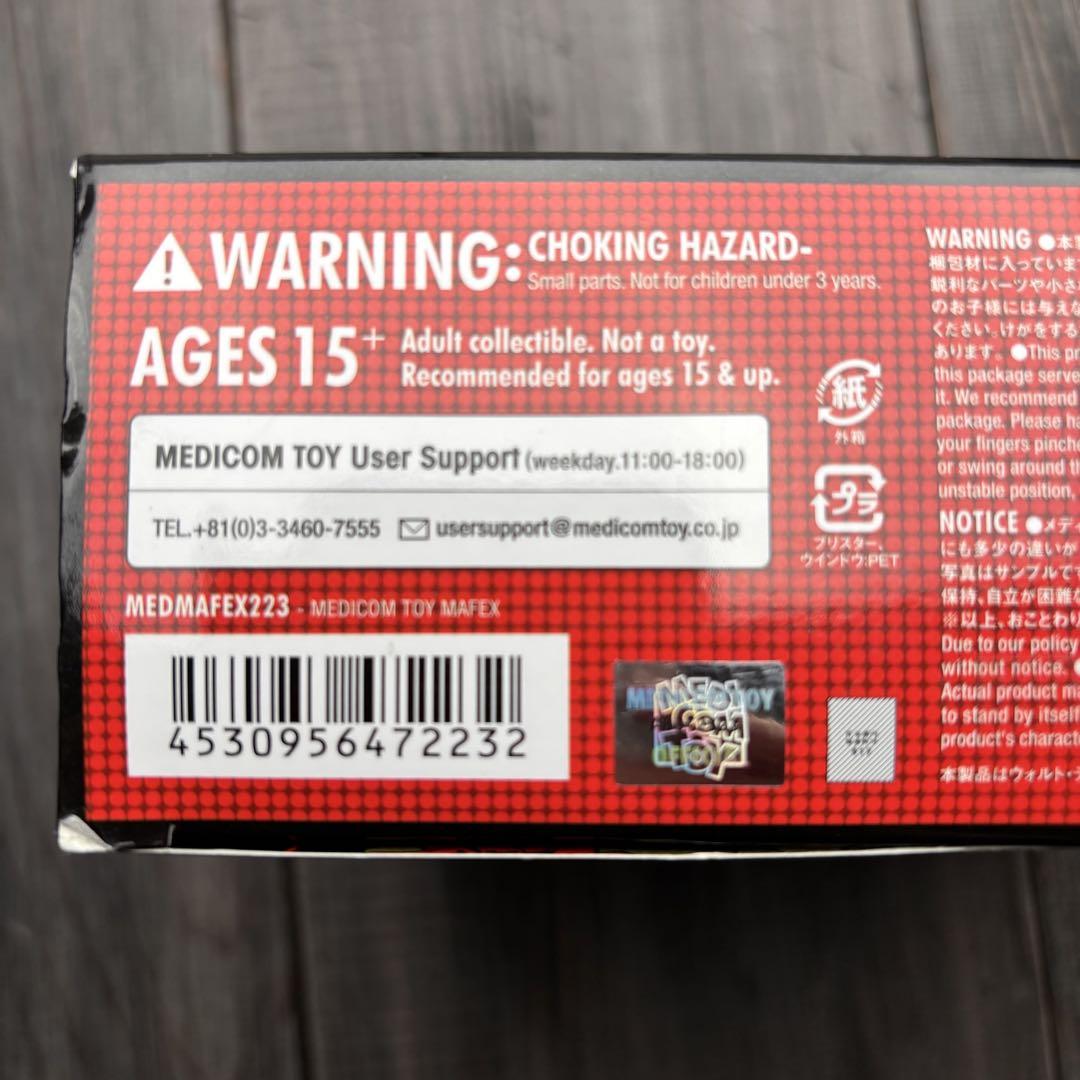 WARNING: CHOKING HAZARD-
Small parts. Not for children under 3 years.
AGES 15+ Adult collectible. Not a toy.
Recommended for ages 15 & up.
MEDICOM TOY User Support (weekday.11:00-18:00)
TEL.+81(0)3-3460-7555 usersupport@medicomtoy.co.jp
MEDMAFEX223 - MEDICOM TOY MAFEX
4530956472232
紙
外箱
プラ
ブリスター、
ウインドウ:PET
MEDICOM TOY
WARNING ●本
梱包材に入っていま
鋭利なパーツや小さ
のお子様には与え
ください。けがをする
あります。 ●This pr
this package serve
it. We recommend
package. Please ha
your fingers pinche
or swing around th
unstable position,
NOTICE ●メデ
にも多少の違いが
写真はサンプルです
保持、自立が困難
※以上、おことわり
Due to our policy
without notice. ●
Actual product ma
to stand by itself
product's charact
本製品はウォルト・